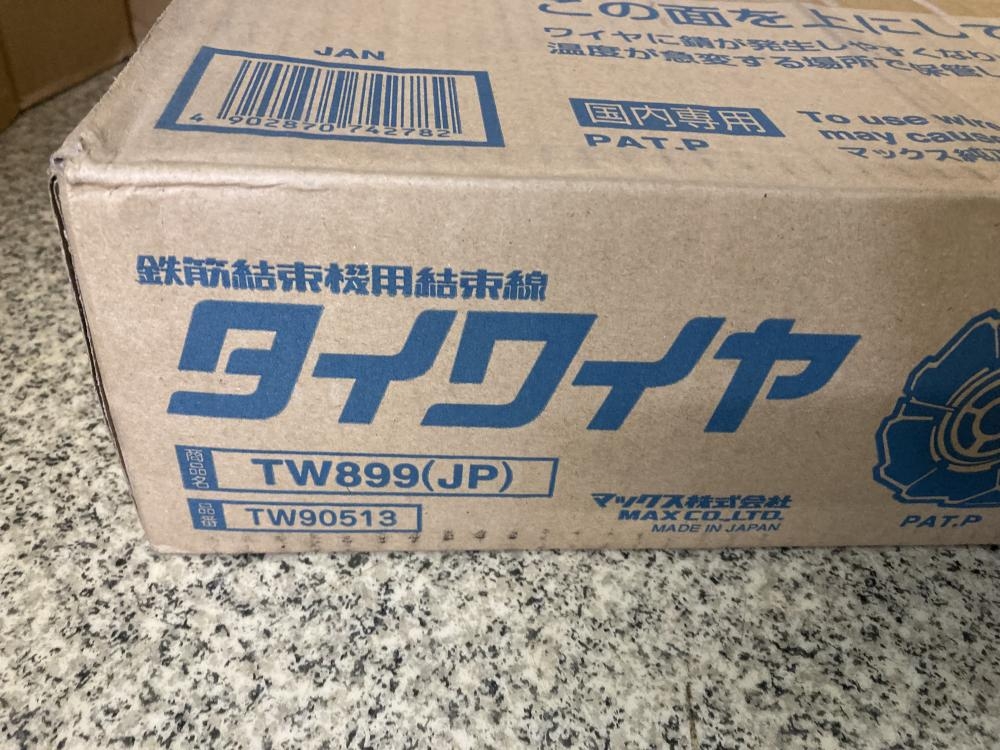 この面を上にして
ワイヤに錆が発生しやすくなり
温度が急変する場所で保管し
JAN
4 902870 742782
国内専用
PAT.P
To use wire
may cause
マックス純正
鉄筋結束機用結束線
タイワイヤ
商品名 TW899(JP)
品番 TW90513
マックス株式会社
MAX CO.,LTD.
MADE IN JAPAN
PAT.P